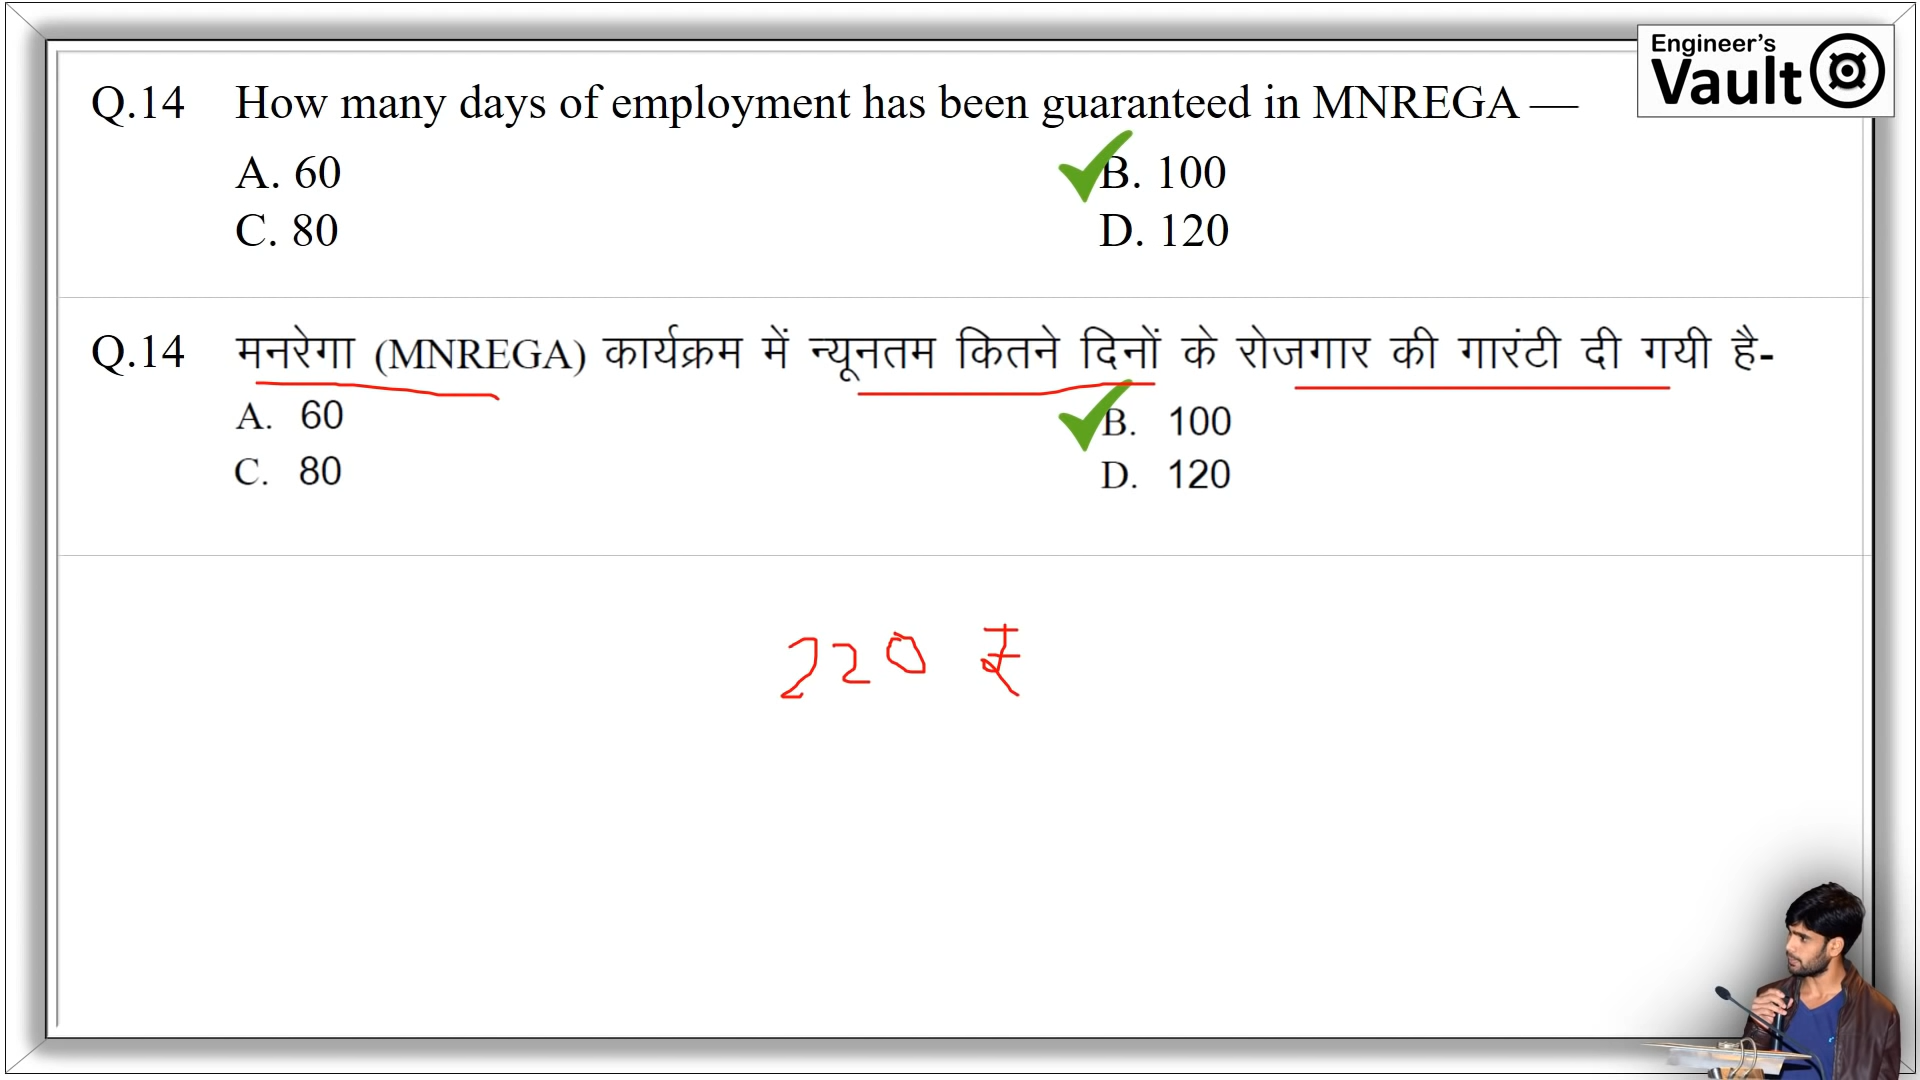 Engineer's
Vault
Q.14 How many days of employment has been guaranteed in MNREGA —
A. 60 B. 100
C. 80 D. 120
Q.14 मनरेगा (MNREGA) कार्यक्रम में न्यूनतम कितने दिनों के रोजगार की गारंटी दी गयी है-
A. 60 B. 100
C. 80 D. 120
220 ₹